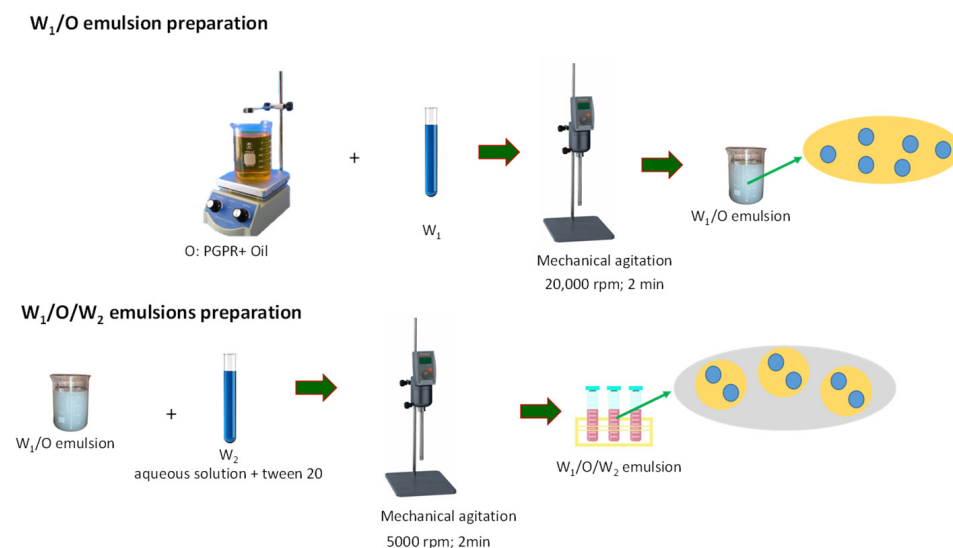 W₁/O emulsion preparation
+
W₁
O: PGPR+ Oil
W₁/O emulsion
Mechanical agitation
20,000 rpm; 2 min
W₁/O/W₂ emulsions preparation
+
W₁/O emulsion
W₂
aqueous solution + tween 20
W₁/O/W₂ emulsion
Mechanical agitation
5000 rpm; 2min